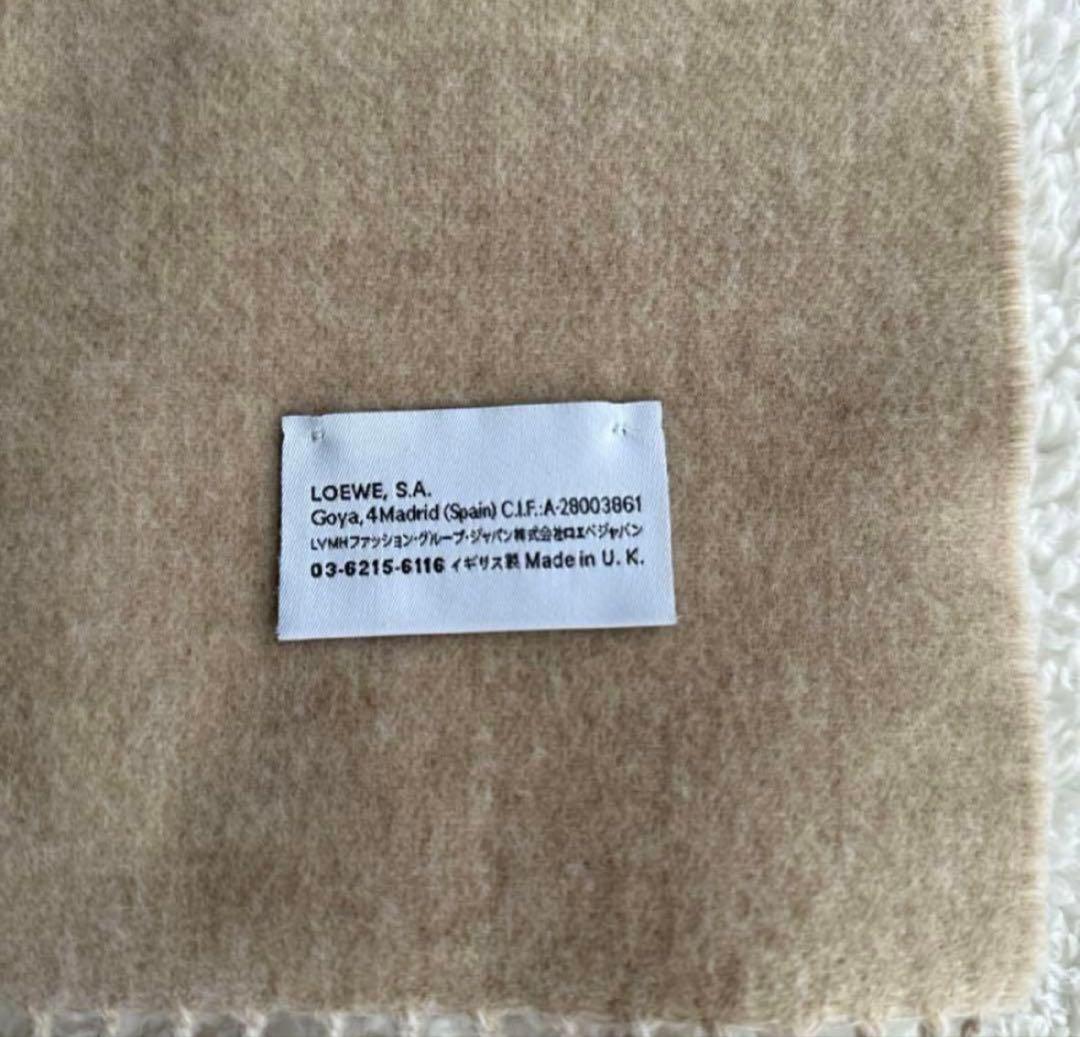 LOEWE, S.A.
Goya, 4 Madrid (Spain) C.I.F.:A-28003861
LVMHファッション・グループ・ジャパン株式会社ロエベジャパン
03-6215-6116 イギリス製 Made in U. K.